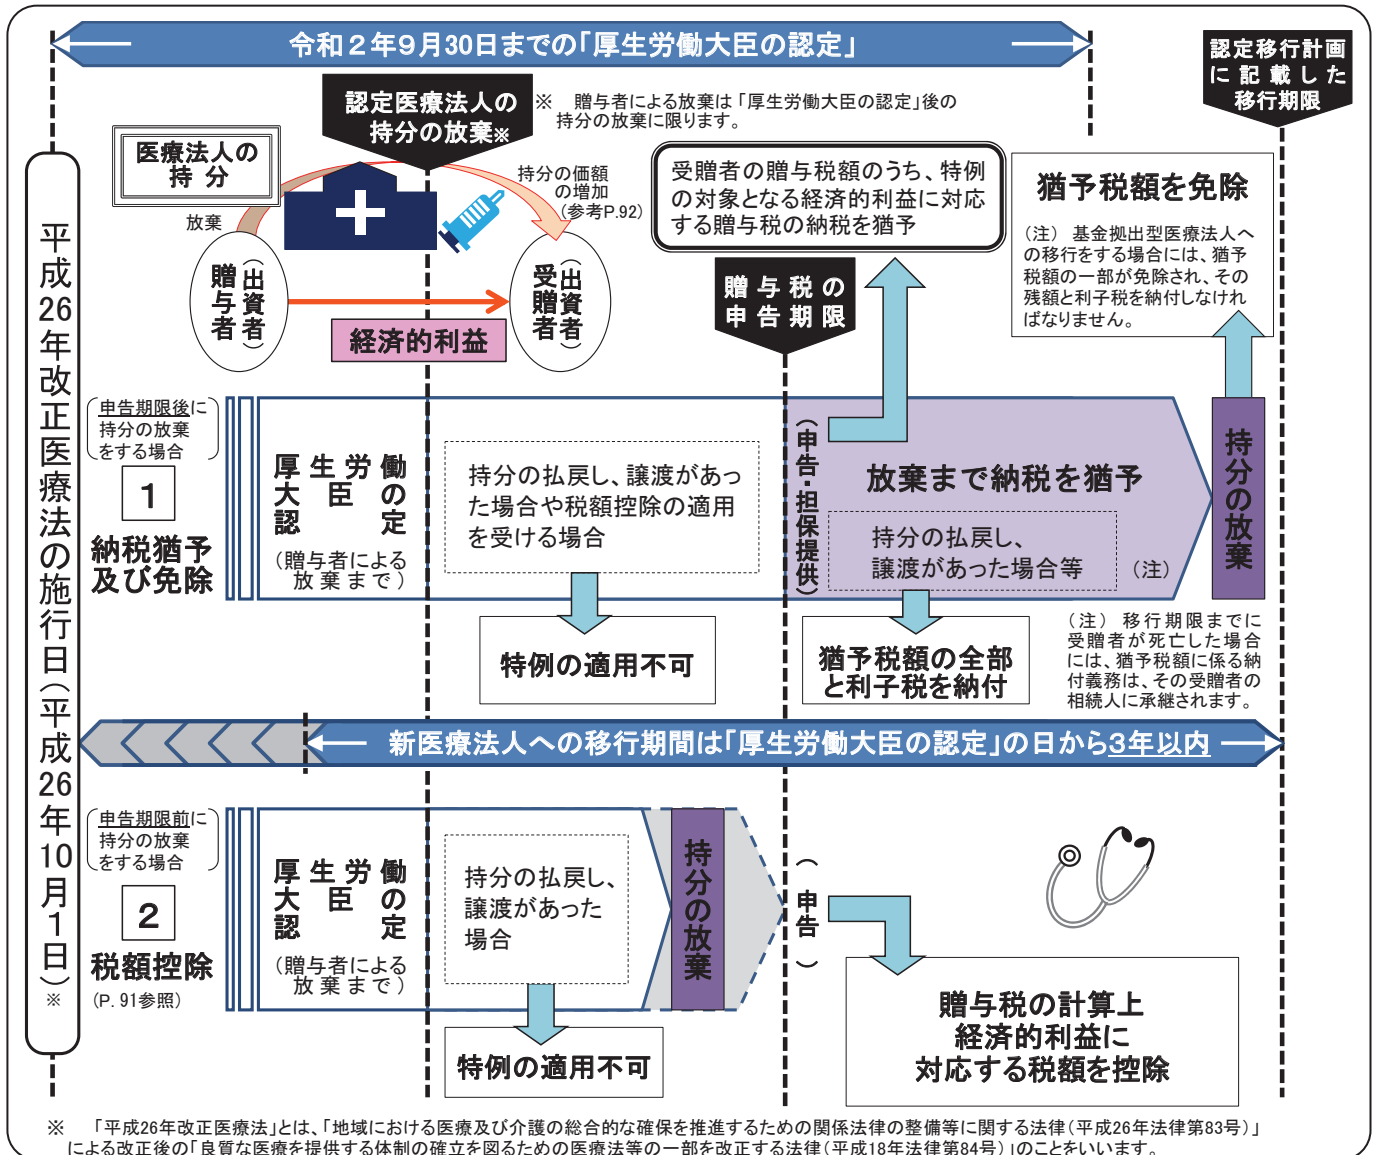 令和２年９月30日までの「厚生労働大臣の認定」
認定移行計画
に記載した
移行期限
認定医療法人の
持分の放棄※
※　贈与者による放棄は「厚生労働大臣の認定」後の
持分の放棄に限ります。
医療法人の
持分
放棄
持分の価額
の増加
（参考P.92）
贈与者
（出資者）
受贈者
（出資者）
経済的利益
受贈者の贈与税額のうち、特例
の対象となる経済的利益に対応
する贈与税の納税を猶予
贈与税の
申告期限
猶予税額を免除
（注）　基金拠出型医療法人へ
の移行をする場合には、猶予
税額の一部が免除され、その
残額と利子税を納付しなけれ
ばなりません。
平成26年改正医療法の施行日（平成26年10月1日）※
申告期限後に
持分の放棄
をする場合
1
納税猶予
及び免除
厚生労働
大臣の
認定
（贈与者による
放棄まで）
持分の払戻し、譲渡があっ
た場合や税額控除の適用
を受ける場合
特例の適用不可
（申告・担保提供）
放棄まで納税を猶予
持分の払戻し、
譲渡があった場合等
（注）
猶予税額の全部
と利子税を納付
持分の放棄
（注）　移行期限までに
受贈者が死亡した場合
には、猶予税額に係る納
付義務は、その受贈者の
相続人に承継されます。
新医療法人への移行期間は「厚生労働大臣の認定」の日から3年以内
申告期限前に
持分の放棄
をする場合
2
税額控除
（P.91参照）
厚生労働
大臣の
認定
（贈与者による
放棄まで）
持分の払戻し、
譲渡があった
場合
特例の適用不可
持分の放棄
（申告）
贈与税の計算上
経済的利益に
対応する税額を控除
※　「平成26年改正医療法」とは、「地域における医療及び介護の総合的な確保を推進するための関係法律の整備等に関する法律（平成26年法律第83号）」
による改正後の「良質な医療を提供する体制の確立を図るための医療法等の一部を改正する法律（平成18年法律第84号）」のことをいいます。